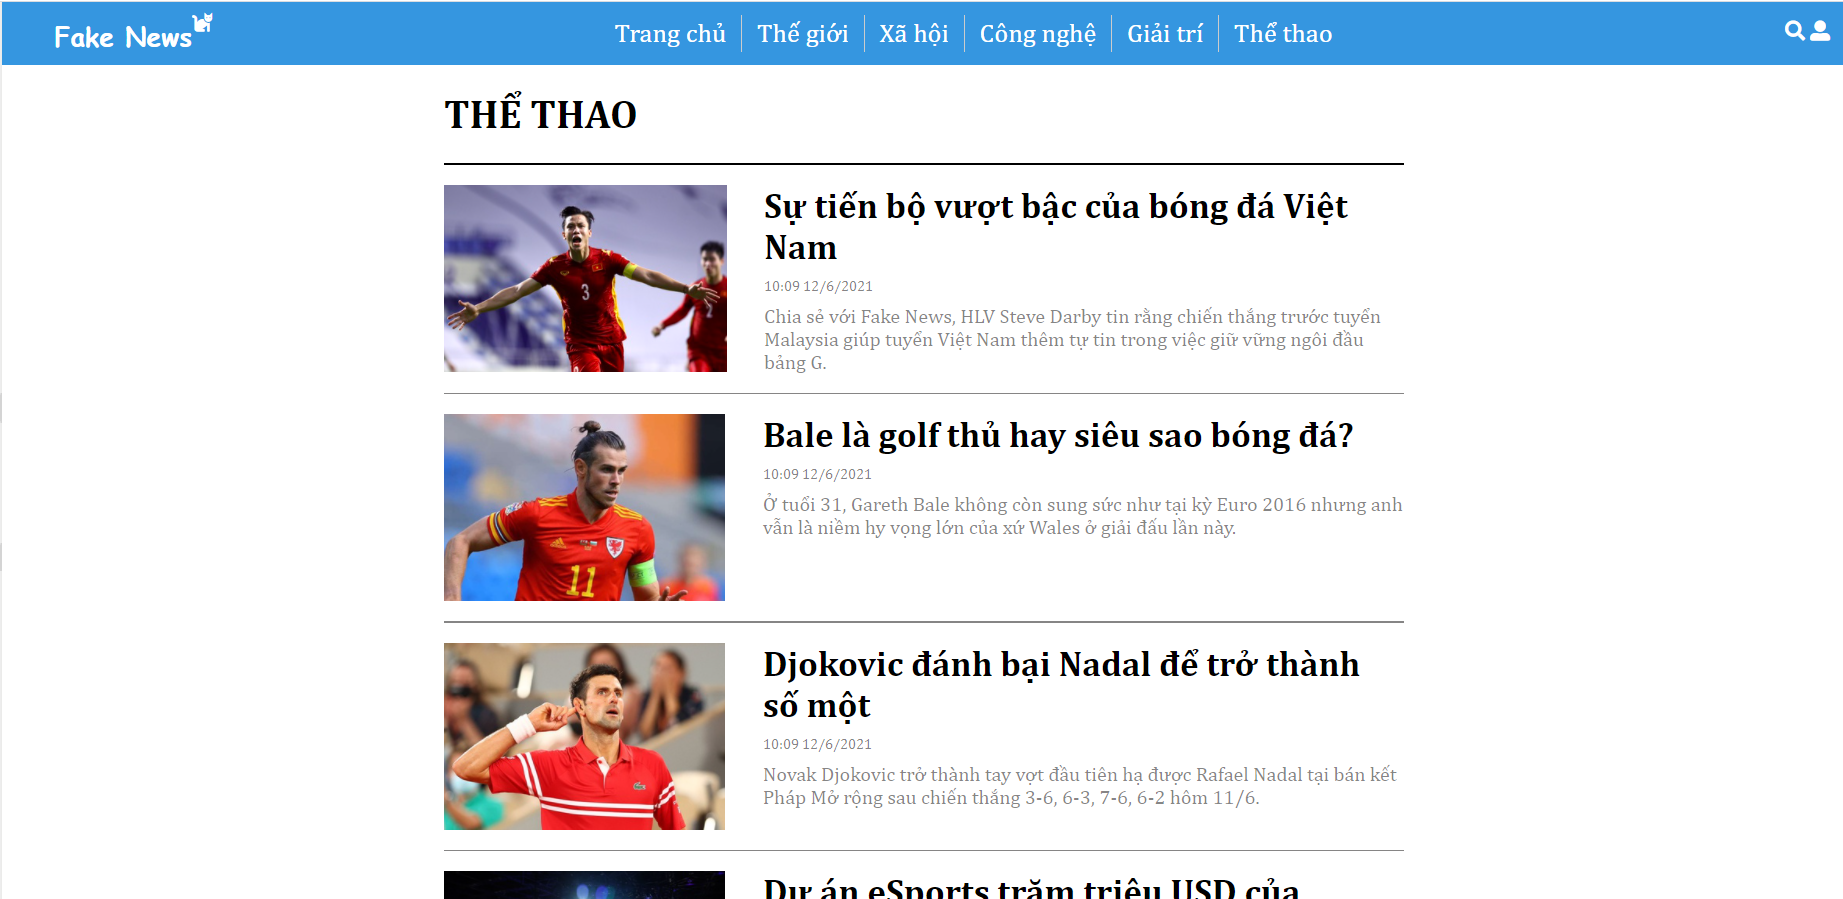 Fake News
Trang chủ
Thế giới
Xã hội
Công nghệ
Giải trí
Thể thao
THỂ THAO
3
Sự tiến bộ vượt bậc của bóng đá Việt
Nam
10:09 12/6/2021
Chia sẻ với Fake News, HLV Steve Darby tin rằng chiến thắng trước tuyển
Malaysia giúp tuyển Việt Nam thêm tự tin trong việc giữ vững ngôi đầu
bảng G.
11
Bale là golf thủ hay siêu sao bóng đá?
10:09 12/6/2021
Ở tuổi 31, Gareth Bale không còn sung sức như tại kỳ Euro 2016 nhưng anh
vẫn là niềm hy vọng lớn của xứ Wales ở giải đấu lần này.
Djokovic đánh bại Nadal để trở thành
số một
10:09 12/6/2021
Novak Djokovic trở thành tay vợt đầu tiên hạ được Rafael Nadal tại bán kết
Pháp Mở rộng sau chiến thắng 3-6, 6-3, 7-6, 6-2 hôm 11/6.
Dự án eSports trăm triệu USD của